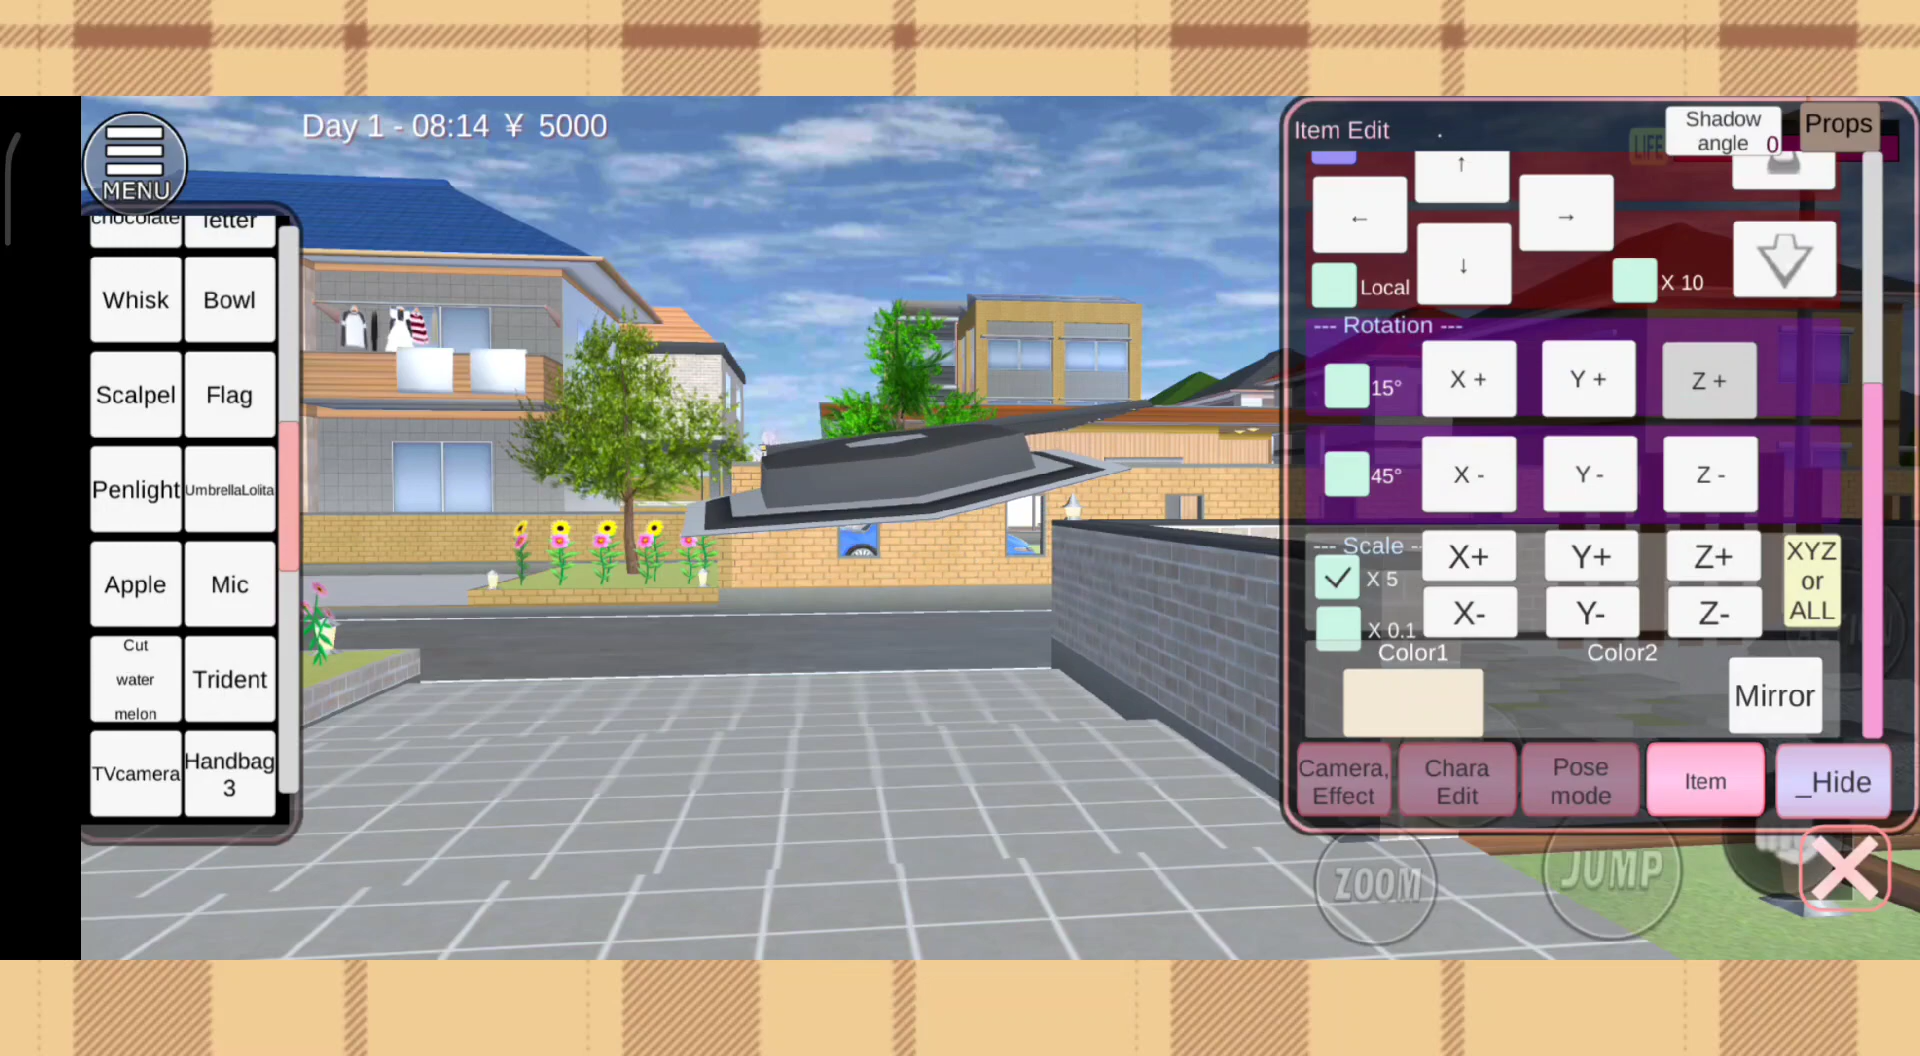 Day 1 - 08:14 ¥ 5000
MENU
chocolate
letter
Whisk
Bowl
Scalpel
Flag
Penlight
UmbrellaLolita
Apple
Mic
Cut
water
melon
Trident
TVcamera
Handbag
3
Item Edit
.
LIFE
Shadow
angle
0
Props
↑
←
→
↓
Local
X 10
--- Rotation ---
15°
X +
Y +
Z +
45°
X -
Y -
Z -
--- Scale --
X 5
X+
Y+
Z+
XYZ
or
ALL
X 0.1
X-
Y-
Z-
Color1
Color2
Mirror
Camera,
Effect
Chara
Edit
Pose
mode
Item
_Hide
ZOOM
JUMP